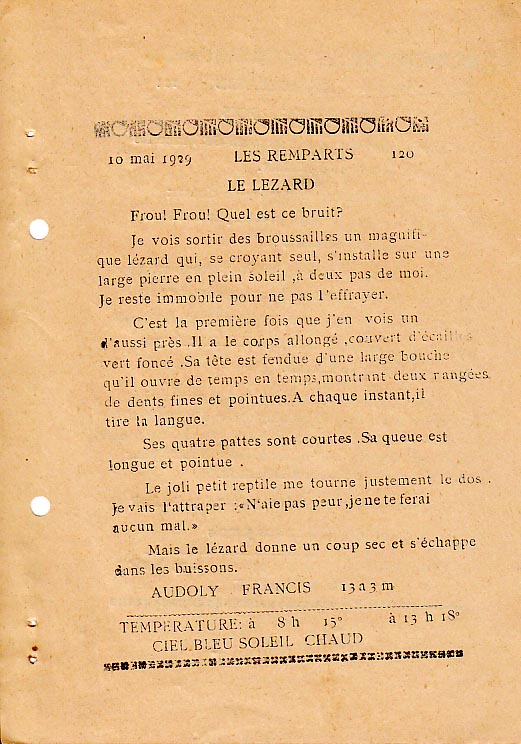 10 mai 1929 LES REMPARTS 120
LE LEZARD
Frou! Frou! Quel est ce bruit?
Je vois sortir des broussailles un magnifi-
que lézard qui, se croyant seul, s'installe sur une
large pierre en plein soleil ,à deux pas de moi.
Je reste immobile pour ne pas l'effrayer.
C'est la première fois que j'en vois un
d'aussi près .Il a le corps allongé ,couvert d'écailles
vert foncé .Sa tête est fendue d'une large bouche
qu'il ouvre de temps en temps,montrant deux rangées
de dents fines et pointues.A chaque instant,il
tire la langue.
Ses quatre pattes sont courtes .Sa queue est
longue et pointue .
Le joli petit reptile me tourne justement le dos .
Je vais l'attraper :«N'aie pas peur,je ne te ferai
aucun mal.»
Mais le lézard donne un coup sec et s'échappe
dans les buissons.
AUDOLY FRANCIS 13 a 3 m
TEMPERATURE: à 8 h 15° à 13 h 18°
CIEL BLEU SOLEIL CHAUD